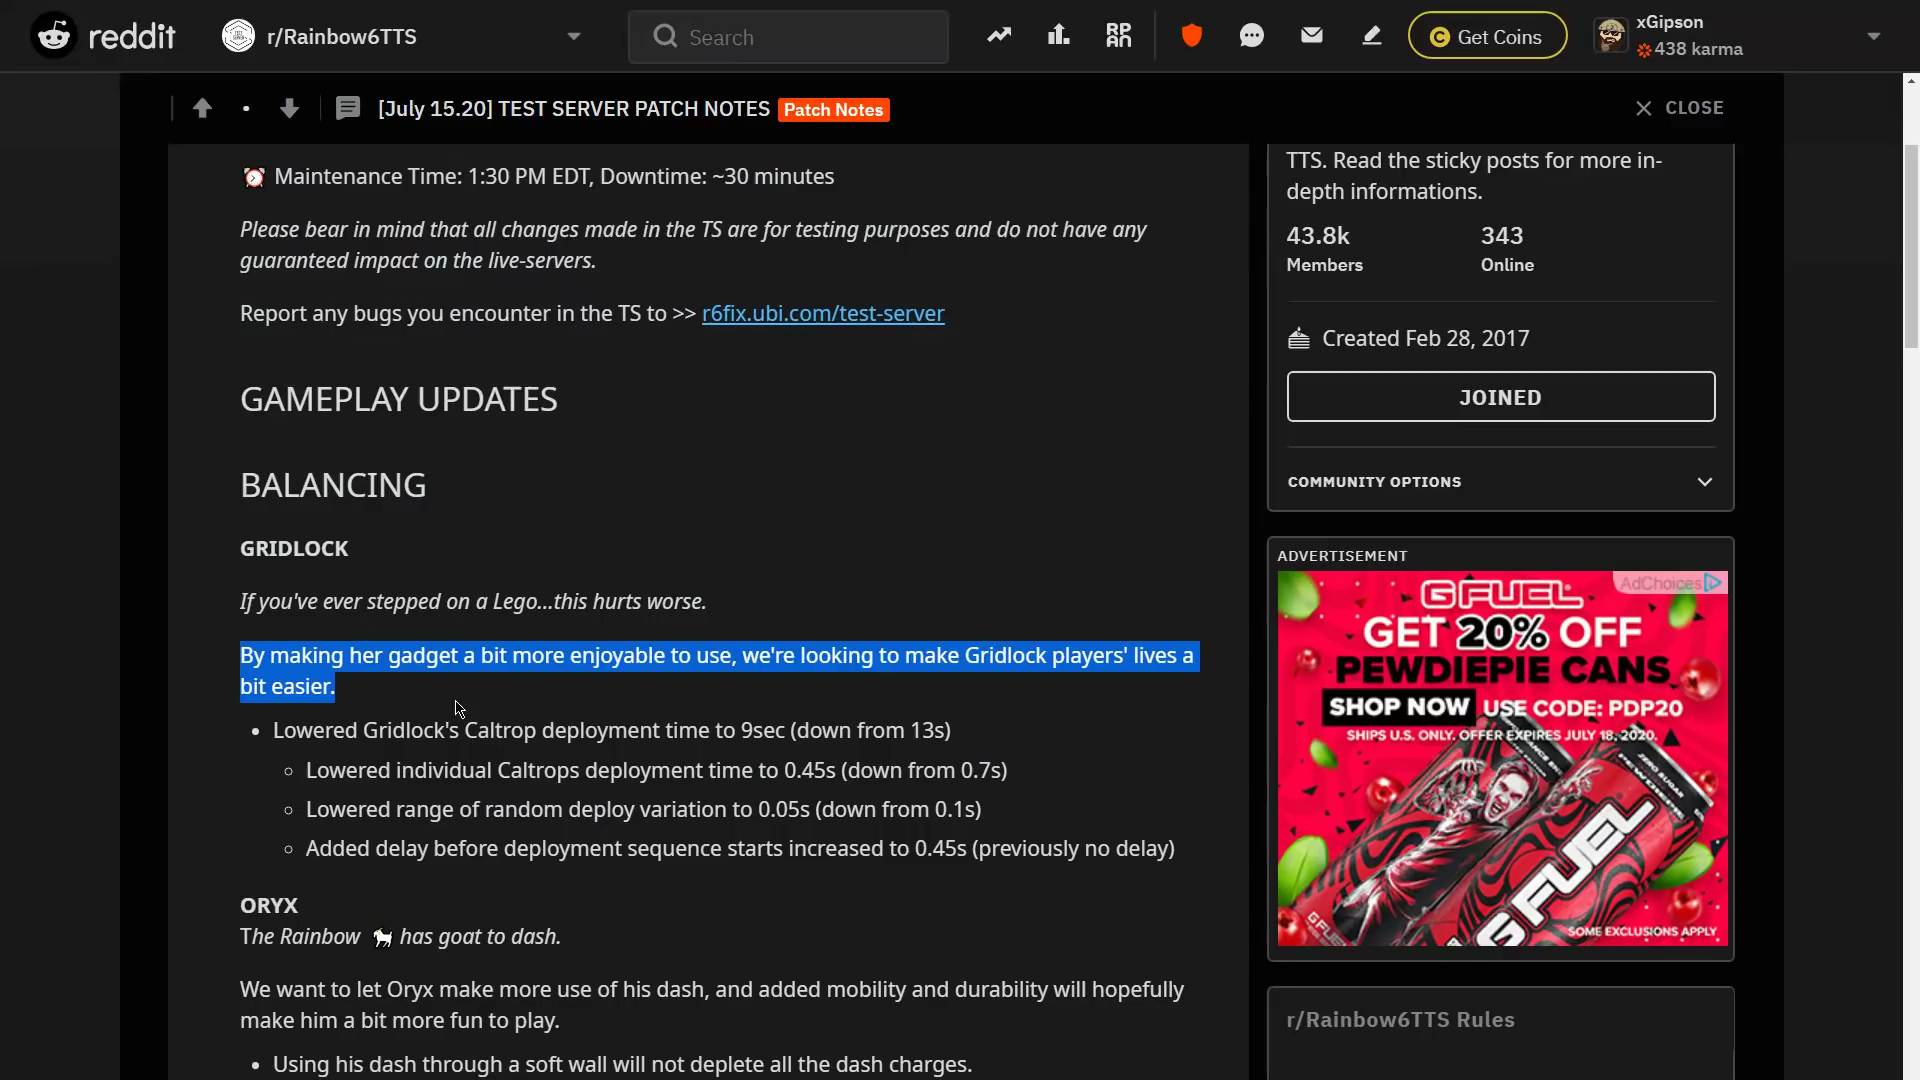 reddit
r/Rainbow6TTS
Search
RPAN
Get Coins
xGipson
438 karma
[July 15.20] TEST SERVER PATCH NOTES Patch Notes
CLOSE
Maintenance Time: 1:30 PM EDT, Downtime: ~30 minutes
Please bear in mind that all changes made in the TS are for testing purposes and do not have any
guaranteed impact on the live-servers.
Report any bugs you encounter in the TS to >> r6fix.ubi.com/test-server
GAMEPLAY UPDATES
BALANCING
GRIDLOCK
If you've ever stepped on a Lego...this hurts worse.
By making her gadget a bit more enjoyable to use, we're looking to make Gridlock players' lives a
bit easier.
• Lowered Gridlock's Caltrop deployment time to 9sec (down from 13s)
◦ Lowered individual Caltrops deployment time to 0.45s (down from 0.7s)
◦ Lowered range of random deploy variation to 0.05s (down from 0.1s)
◦ Added delay before deployment sequence starts increased to 0.45s (previously no delay)
ORYX
The Rainbow 🐐 has goat to dash.
We want to let Oryx make more use of his dash, and added mobility and durability will hopefully
make him a bit more fun to play.
• Using his dash through a soft wall will not deplete all the dash charges.
TTS. Read the sticky posts for more in-
depth informations.
43.8k
Members
343
Online
Created Feb 28, 2017
JOINED
COMMUNITY OPTIONS
ADVERTISEMENT
AdChoices
G FUEL
GET 20% OFF
PEWDIEPIE CANS
SHOP NOW USE CODE: PDP20
SHIPS U.S. ONLY. OFFER EXPIRES JULY 18, 2020.
ZERO SUGAR
G FUEL
G FUEL
SOME EXCLUSIONS APPLY
r/Rainbow6TTS Rules